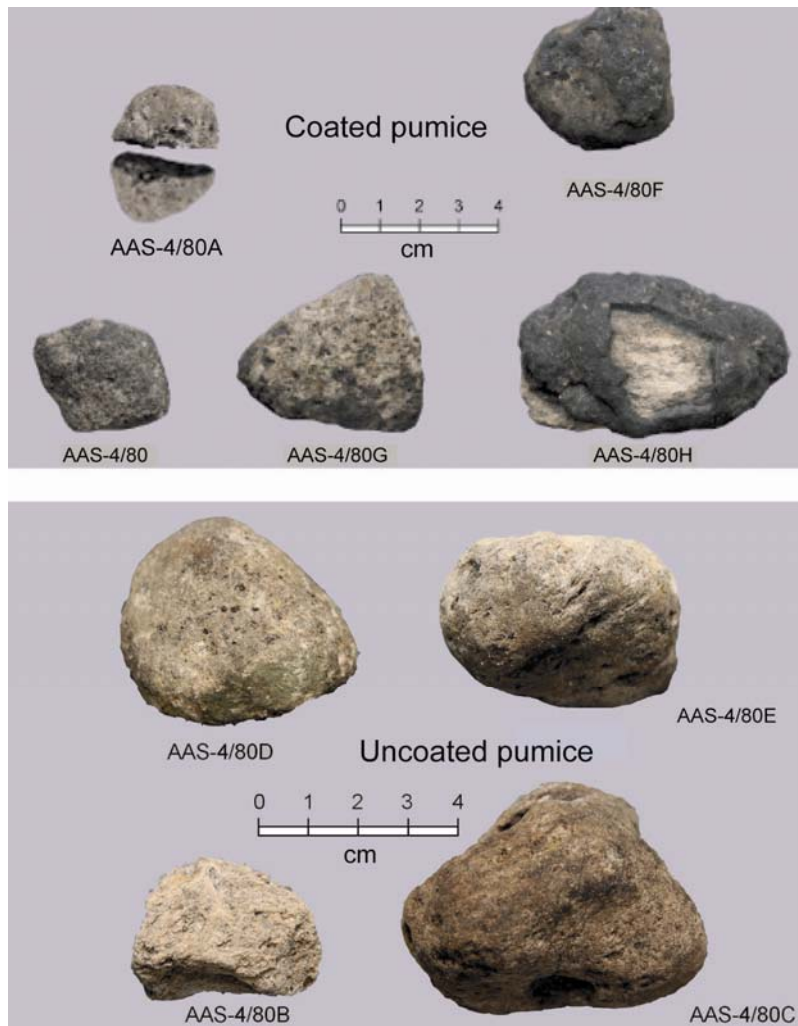 Coated pumice
AAS-4/80F
0 1 2 3 4
cm
AAS-4/80A
AAS-4/80
AAS-4/80G
AAS-4/80H
AAS-4/80E
AAS-4/80D
Uncoated pumice
0 1 2 3 4
cm
AAS-4/80B
AAS-4/80C